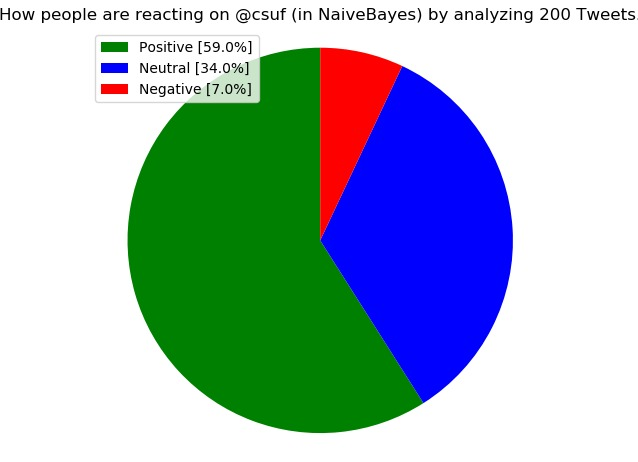 How people are reacting on @csuf (in NaiveBayes) by analyzing 200 Tweets.
Positive [59.0%]
Neutral [34.0%]
Negative [7.0%]